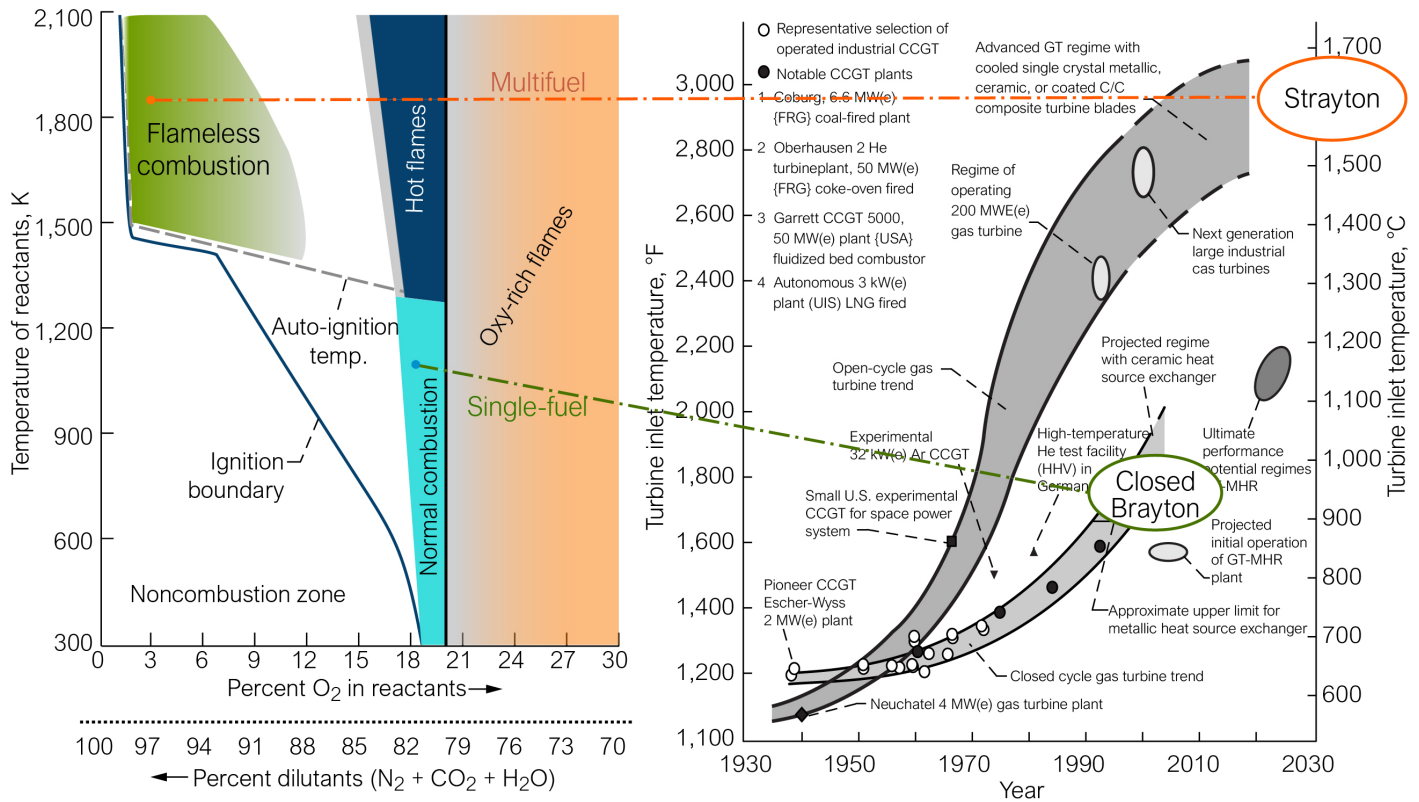 2,100
1,800
1,500
1,200
900
600
300
Temperature of reactants, K
0 3 6 9 12 15 18 21 24 27 30
Percent O2 in reactants
100 97 94 91 88 85 82 79 76 73 70
Percent dilutants (N2 + CO2 + H2O)
Flameless
combustion
Hot flames
Multifuel
Oxy-rich flames
Auto-ignition
temp.
Single-fuel
Normal combustion
Ignition
boundary
Noncombustion zone
3,000
2,800
2,600
2,400
2,200
2,000
1,800
1,600
1,400
1,200
1,100
Turbine inlet temperature, °F
Representative selection of
operated industrial CCGT
Notable CCGT plants
1 Coburg, 6.6 MW(e)
{FRG} coal-fired plant
2 Oberhausen 2 He
turbineplant, 50 MW(e)
{FRG} coke-oven fired
3 Garrett CCGT 5000,
50 MW(e) plant {USA}
fluidized bed combustor
4 Autonomous 3 kW(e)
plant (UIS) LNG fired
Advanced GT regime with
cooled single crystal metallic,
ceramic, or coated C/C
composite turbine blades
Strayton
Regime of
operating
200 MWE(e)
gas turbine
Next generation
large industrial
cas turbines
Open-cycle gas
turbine trend
Projected regime
with ceramic heat
source exchanger
Experimental
32 kW(e) Ar CCGT
High-temperature
He test facility
(HHV) in
German
Ultimate
performance
potential regimes
-MHR
Closed
Brayton
Small U.S. experimental
CCGT for space power
system
Projected
initial operation
of GT-MHR
plant
Pioneer CCGT
Escher-Wyss
2 MW(e) plant
Approximate upper limit for
metallic heat source exchanger
Closed cycle gas turbine trend
Neuchatel 4 MW(e) gas turbine plant
1,700
1,500
1,400
1,300
1,200
1,100
1,000
900
800
700
600
Turbine inlet temperature, °C
1930 1950 1970 1990 2010 2030
Year